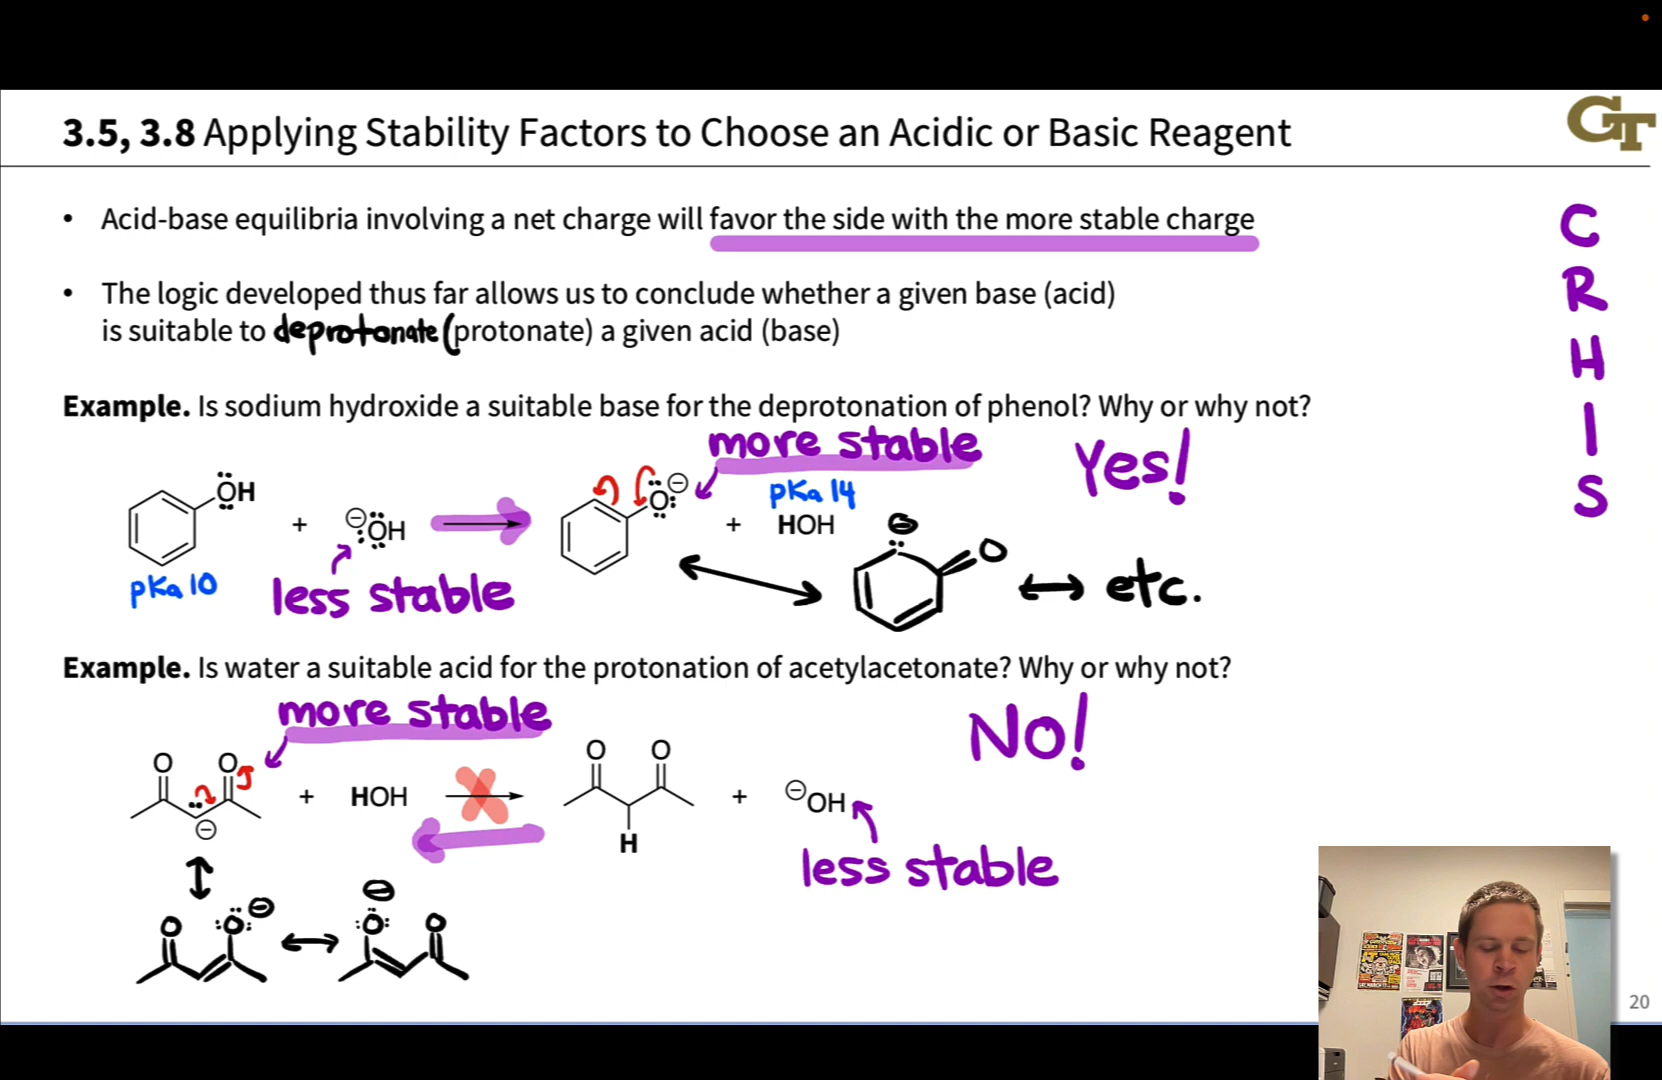 3.5, 3.8 Applying Stability Factors to Choose an Acidic or Basic Reagent
GT
• Acid-base equilibria involving a net charge will favor the side with the more stable charge
• The logic developed thus far allows us to conclude whether a given base (acid)
is suitable to deprotonate (protonate) a given acid (base)
C
R
H
I
S
Example. Is sodium hydroxide a suitable base for the deprotonation of phenol? Why or why not?
more stable
Yes!
ÖH + ⊖:ÖH → :O:⊖ + HOH
pKa 14
pKa 10
less stable
⊖ O ↔ etc.
Example. Is water a suitable acid for the protonation of acetylacetonate? Why or why not?
more stable
No!
O O ⊖ + HOH → O O H + ⊖OH
less stable
O :O:⊖ ↔ ⊖ :O: O
20